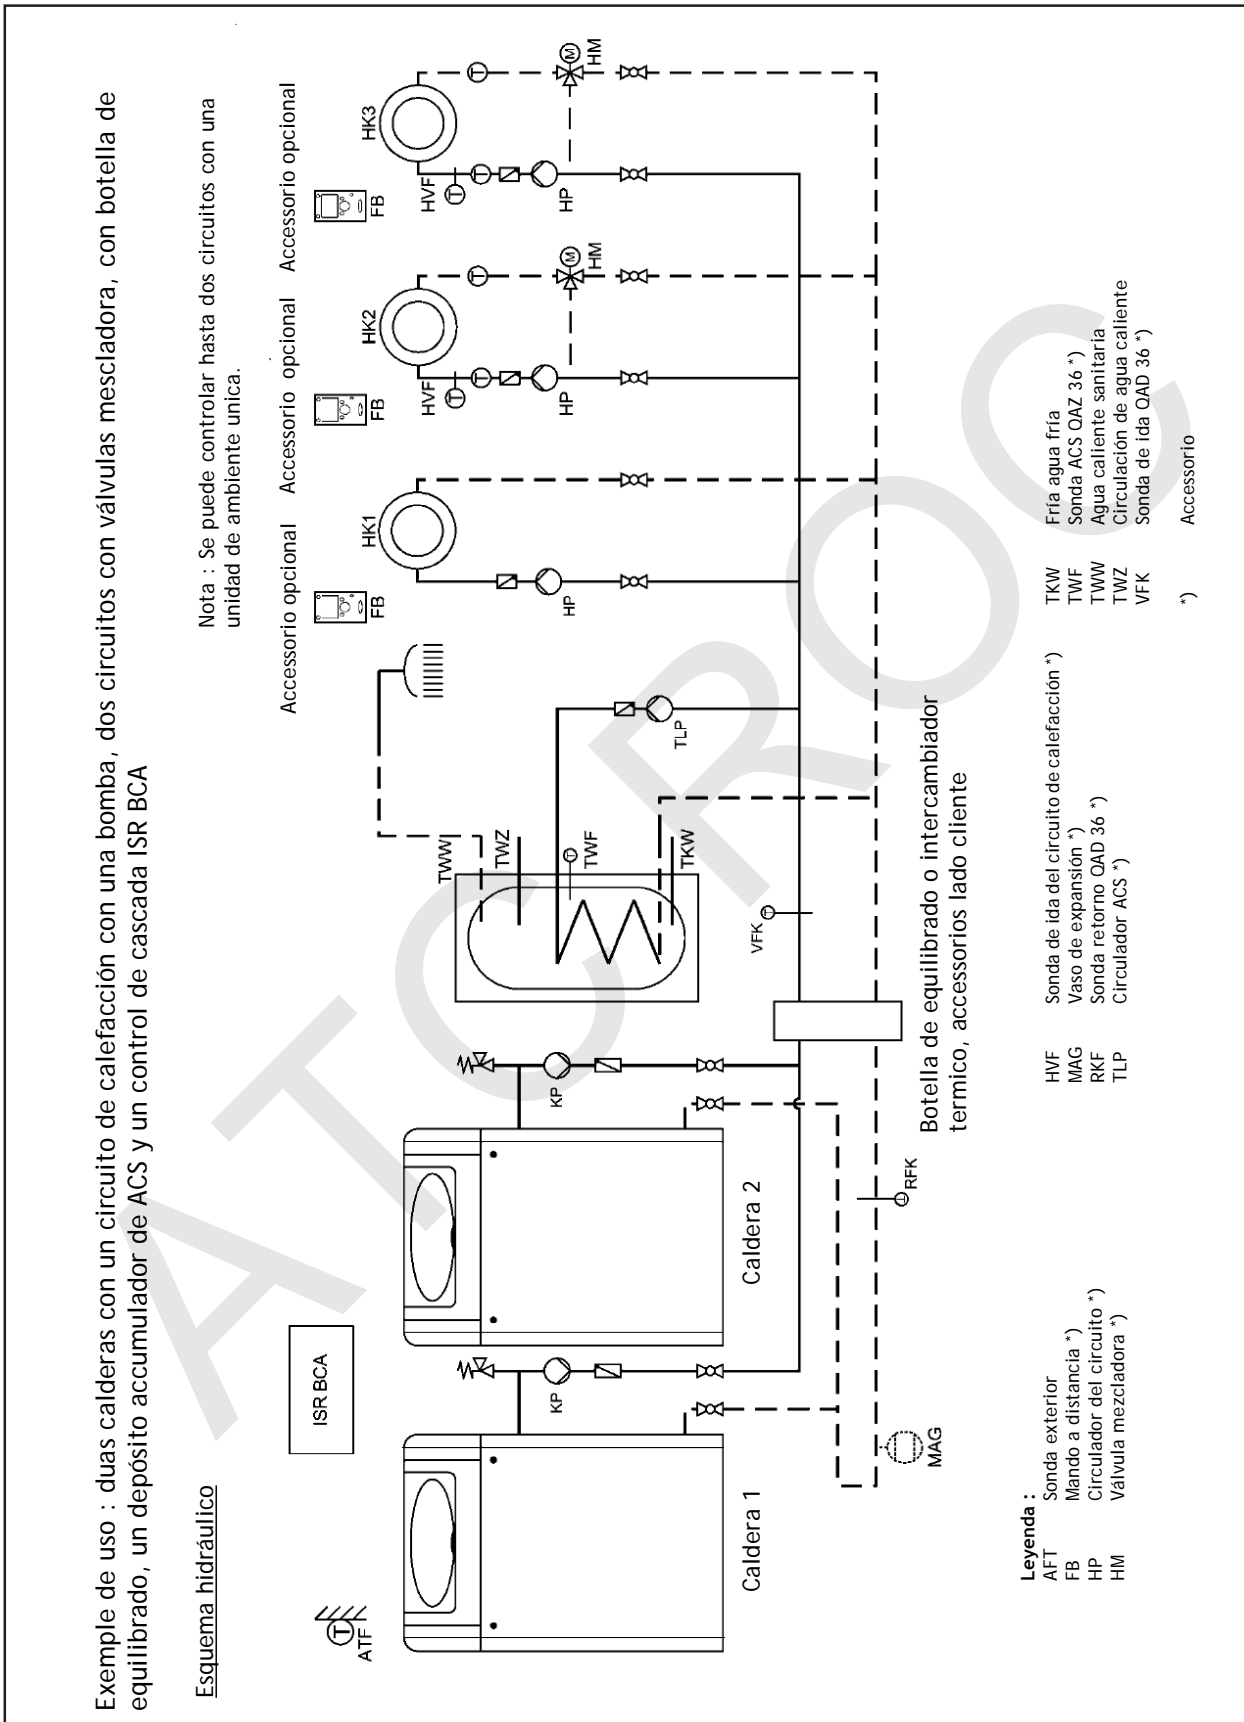 Exemple de uso : duas calderas con un circuito de calefacción con una bomba, dos circuitos con válvulas mescladora, con botella de
equilibrado, un depósito accumulador de ACS y un control de cascada ISR BCA
Esquema hidráulico
Nota : Se puede controlar hasta dos circuitos con una
unidad de ambiente unica.
Accessorio opcional
Accessorio opcional
Accessorio opcional
FB
FB
FB
HK1
HK2
HK3
HVF
T
T
T
HVF
T
T
T
M
HM
M
HM
HP
HP
HP
ISR BCA
T
ATF
TWW
TWZ
T
TWF
TKW
TLP
KP
KP
T
VFK
Caldera 1
Caldera 2
T
RFK
MAG
Botella de equilibrado o intercambiador
termico, accessorios lado cliente
Leyenda :
AFT Sonda exterior
FB Mando a distancia *)
HP Circulador del circuito *)
HM Válvula mezcladora *)
HVF Sonda de ida del circuito de calefacción *)
MAG Vaso de expansión *)
RKF Sonda retorno QAD 36 *)
TLP Circulador ACS *)
TKW Fría agua fría
TWF Sonda ACS QAZ 36 *)
TWW Agua caliente sanitaria
TWZ Circulación de agua caliente
VFK Sonda de ida QAD 36 *)
*) Accessorio
ATC ROC